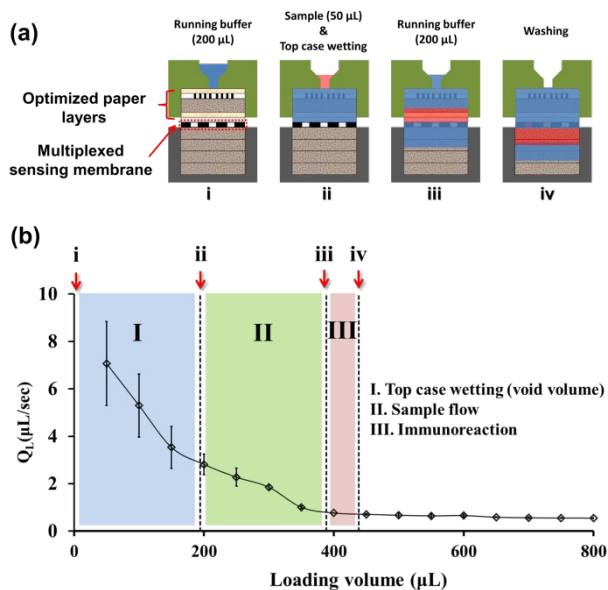 (a)
Running buffer
(200 µL)
Sample (50 µL)
&
Top case wetting
Running buffer
(200 µL)
Washing
Optimized paper
layers
Multiplexed
sensing membrane
i
ii
iii
iv
(b)
i
ii
iii
iv
10
8
6
4
2
0
Q_L (µL/sec)
I
II
III
I. Top case wetting (void volume)
II. Sample flow
III. Immunoreaction
0
200
400
600
800
Loading volume (µL)